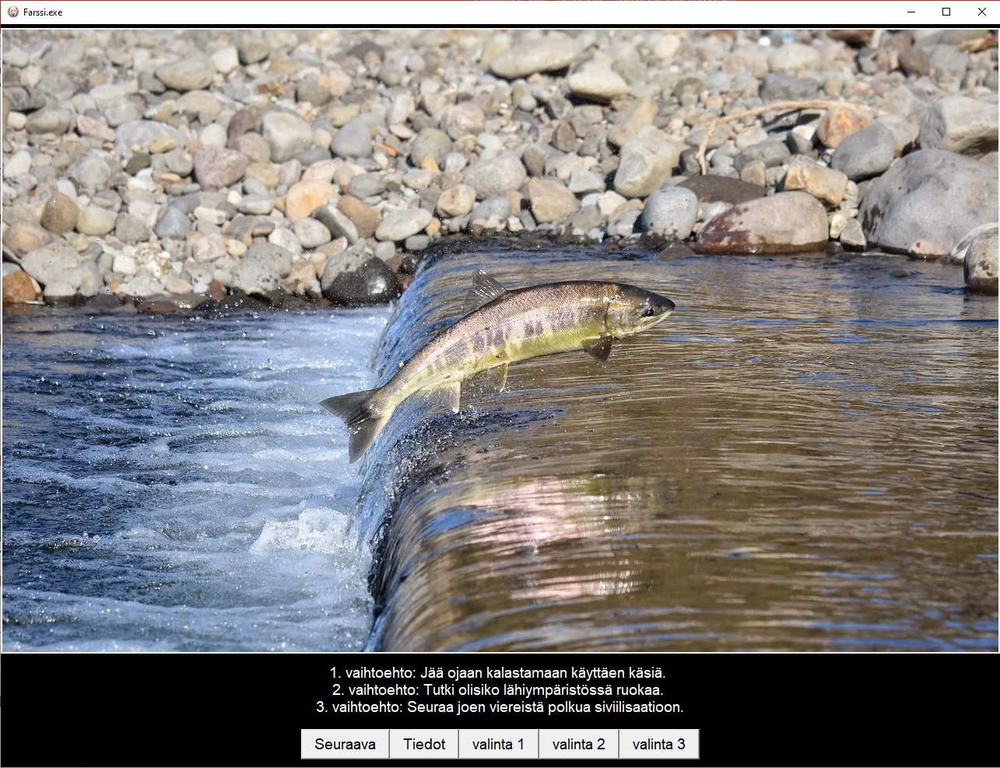 Farssi.exe
1. vaihtoehto: Jää ojaan kalastamaan käyttäen käsiä.
2. vaihtoehto: Tutki olisiko lähiympäristössä ruokaa.
3. vaihtoehto: Seuraa joen viereistä polkua siviilisaatioon.
Seuraava Tiedot valinta 1 valinta 2 valinta 3